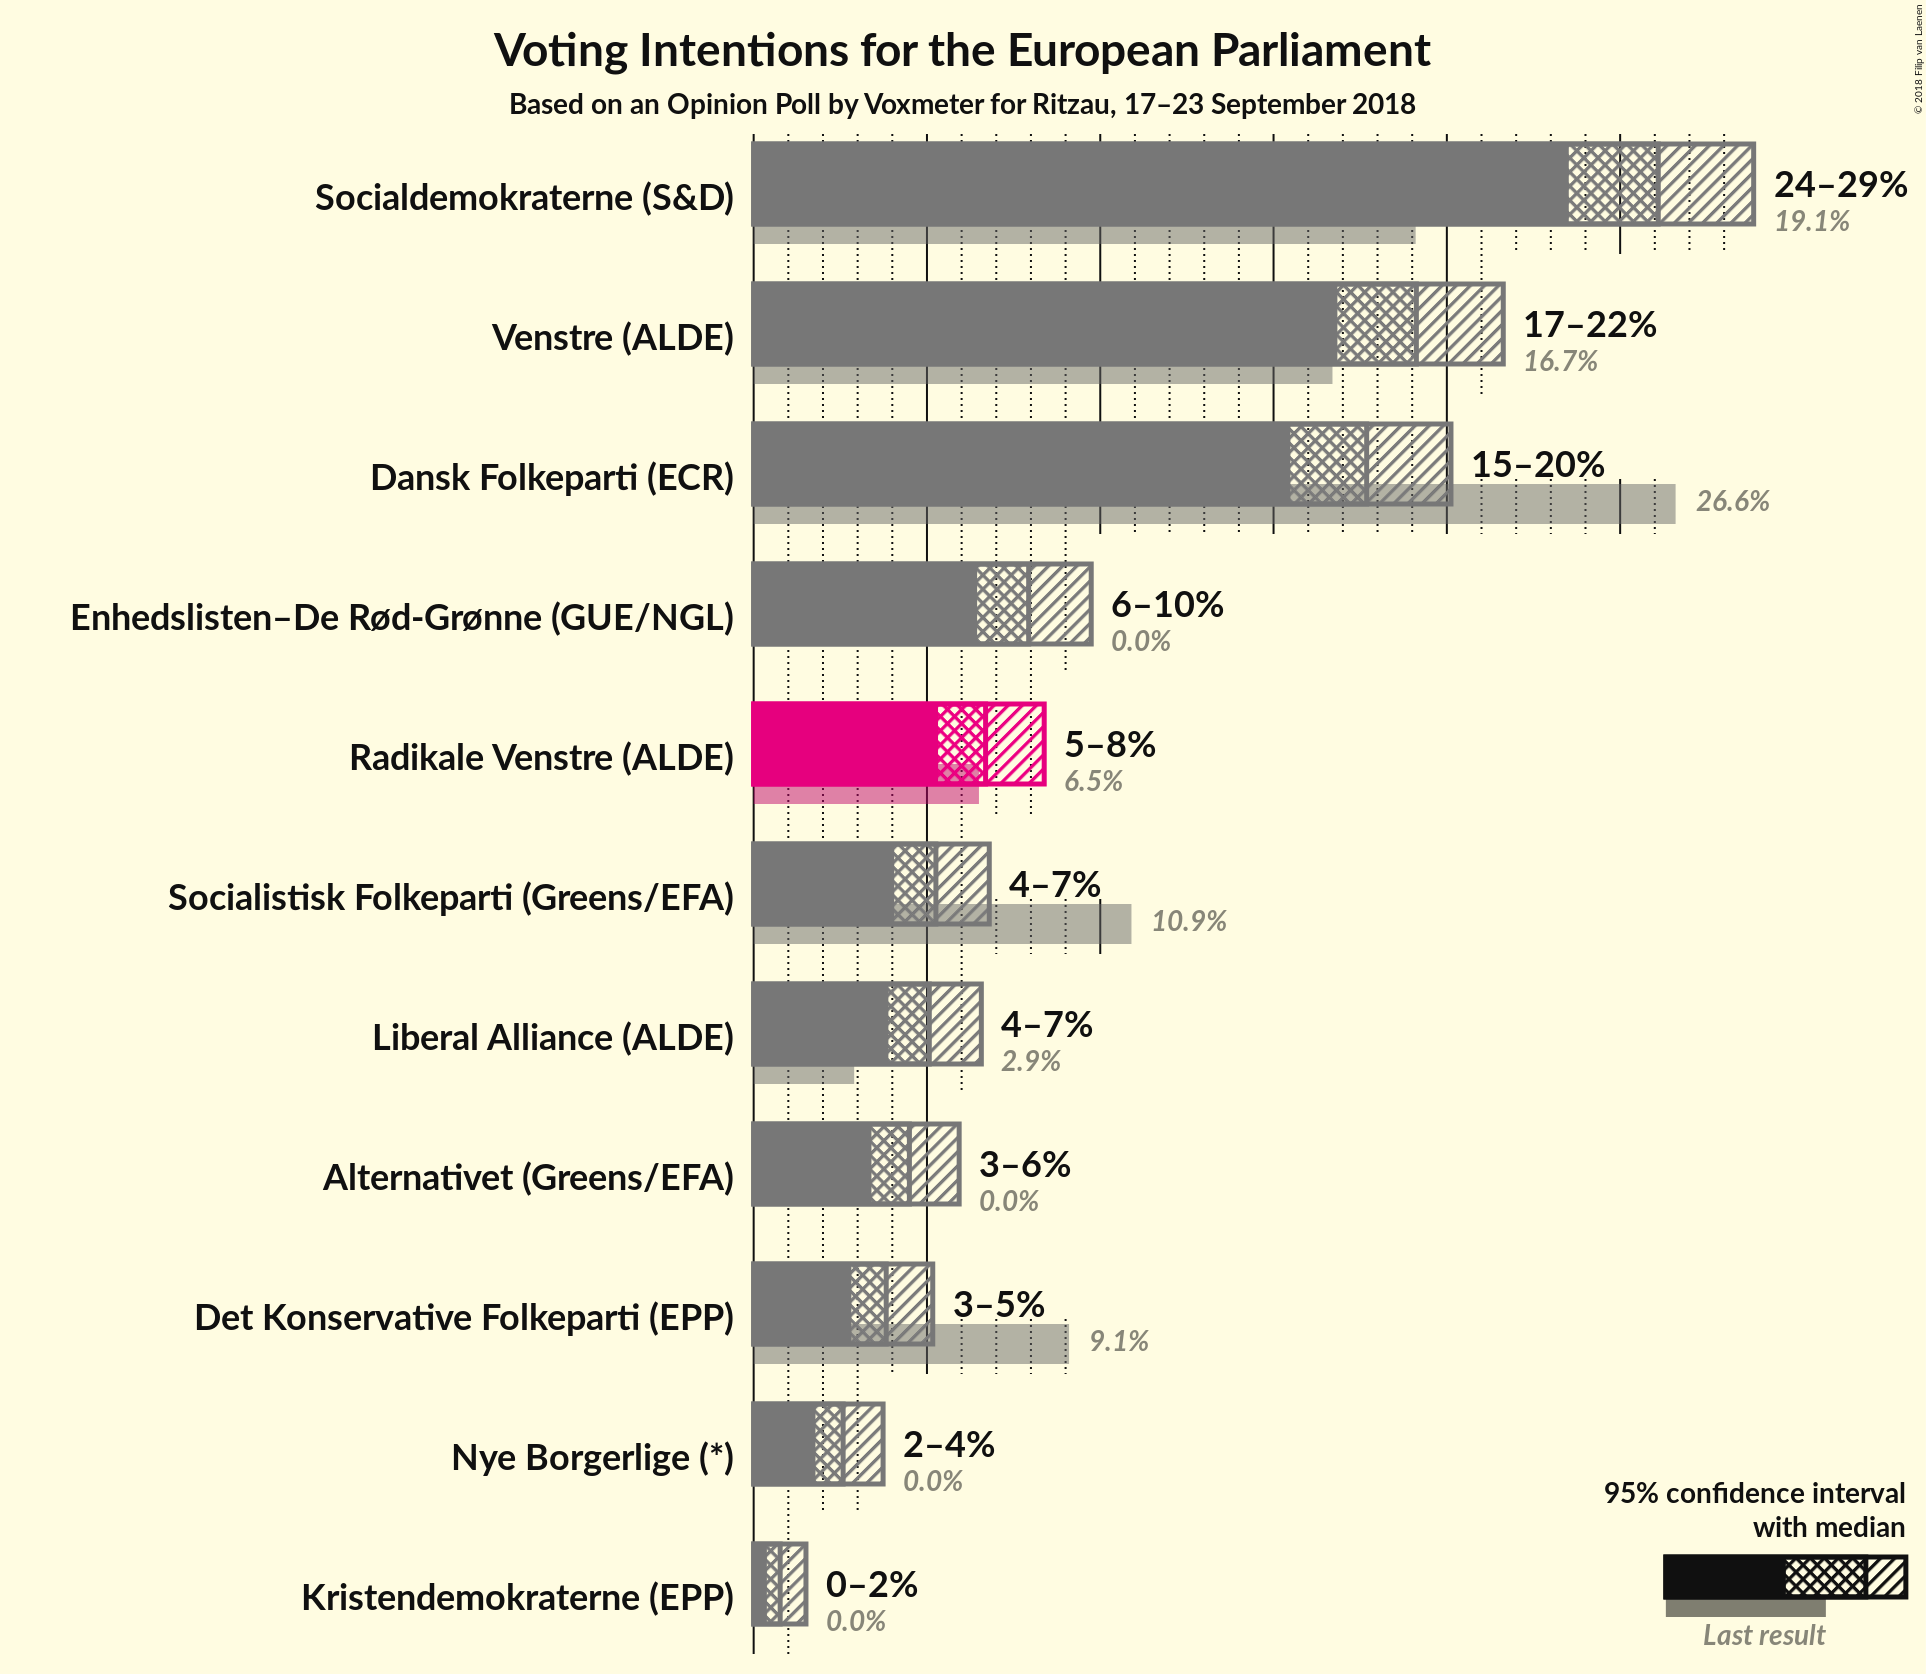 Voting Intentions for the European Parliament
Based on an Opinion Poll by Voxmeter for Ritzau, 17–23 September 2018
© 2018 Filip van Laenen
Socialdemokraterne (S&D)
24–29%
19.1%
Venstre (ALDE)
17–22%
16.7%
Dansk Folkeparti (ECR)
15–20%
26.6%
Enhedslisten–De Rød-Grønne (GUE/NGL)
6–10%
0.0%
Radikale Venstre (ALDE)
5–8%
6.5%
Socialistisk Folkeparti (Greens/EFA)
4–7%
10.9%
Liberal Alliance (ALDE)
4–7%
2.9%
Alternativet (Greens/EFA)
3–6%
0.0%
Det Konservative Folkeparti (EPP)
3–5%
9.1%
Nye Borgerlige (*)
2–4%
0.0%
Kristendemokraterne (EPP)
0–2%
0.0%
95% confidence interval
with median
Last result